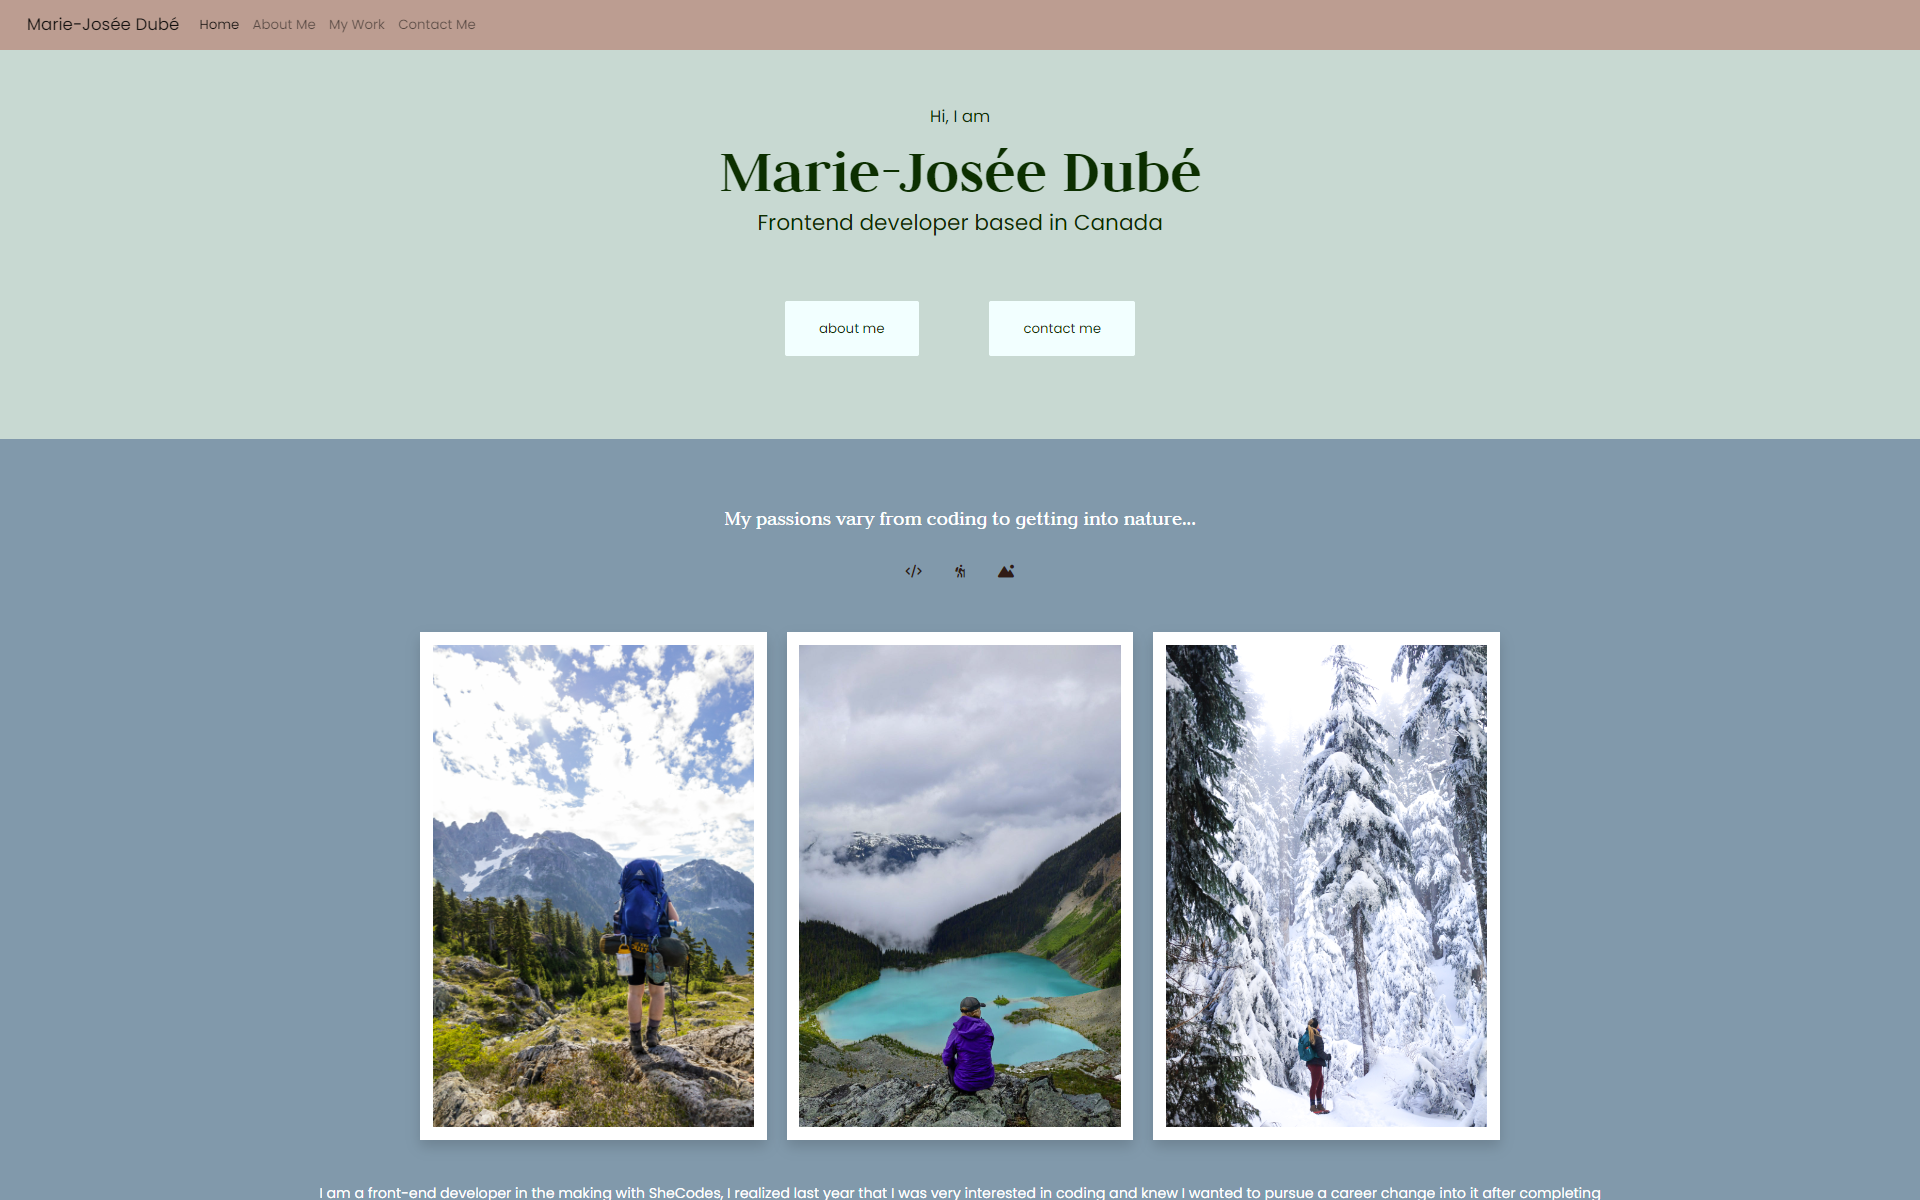 Marie-Josée Dubé Home About Me My Work Contact Me
Hi, I am
Marie-Josée Dubé
Frontend developer based in Canada
about me contact me
My passions vary from coding to getting into nature...
I am a front-end developer in the making with SheCodes, I realized last year that I was very interested in coding and knew I wanted to pursue a career change into it after completing